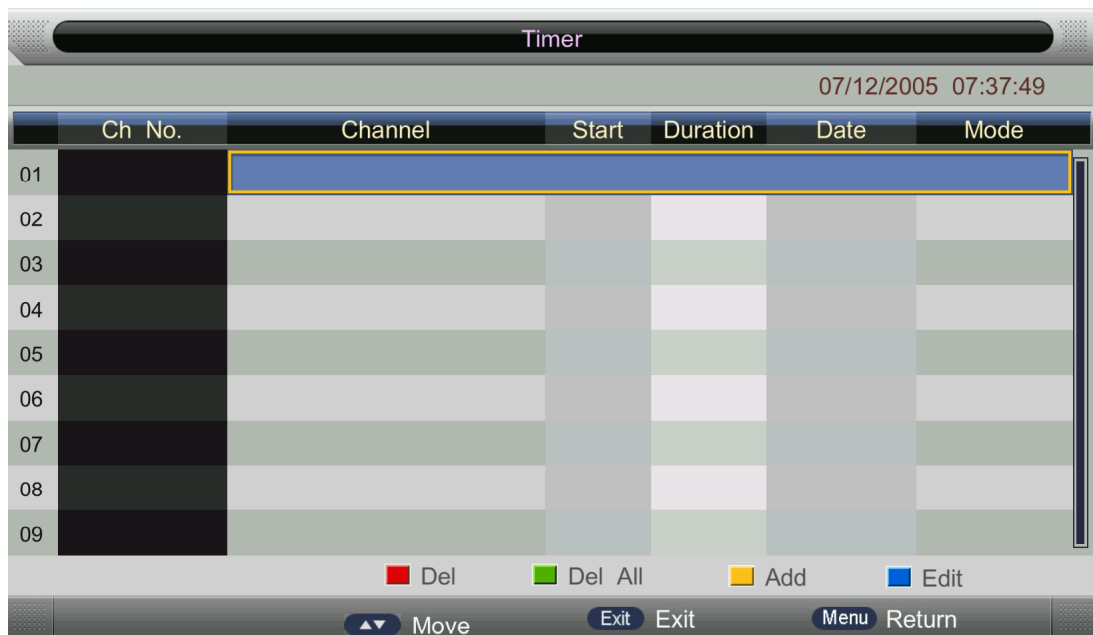 Timer
07/12/2005 07:37:49
Ch No. Channel Start Duration Date Mode
01
02
03
04
05
06
07
08
09
Del Del All Add Edit
Move Exit Exit Menu Return